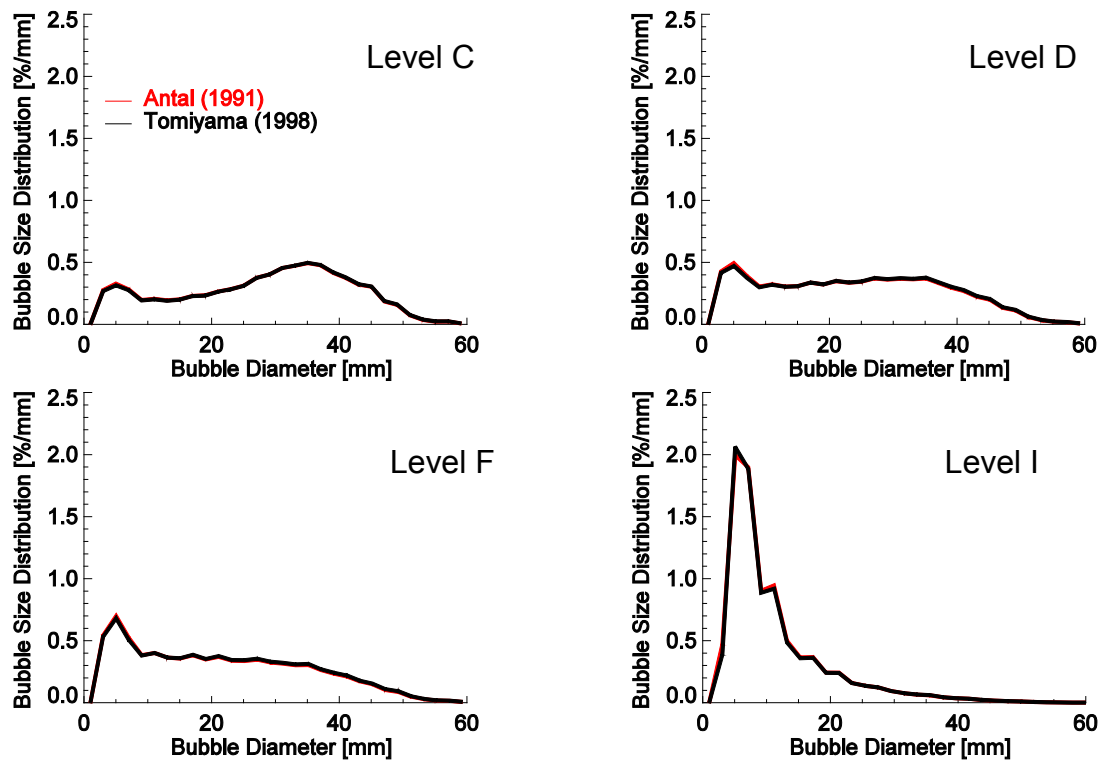 2.5
2.0
1.5
1.0
0.5
0.0
Bubble Size Distribution [%/mm]
Level C
Antal (1991)
Tomiyama (1998)
0 20 40 60
Bubble Diameter [mm]
2.5
2.0
1.5
1.0
0.5
0.0
Bubble Size Distribution [%/mm]
Level D
0 20 40 60
Bubble Diameter [mm]
2.5
2.0
1.5
1.0
0.5
0.0
Bubble Size Distribution [%/mm]
Level F
0 20 40 60
Bubble Diameter [mm]
2.5
2.0
1.5
1.0
0.5
0.0
Bubble Size Distribution [%/mm]
Level I
0 20 40 60
Bubble Diameter [mm]